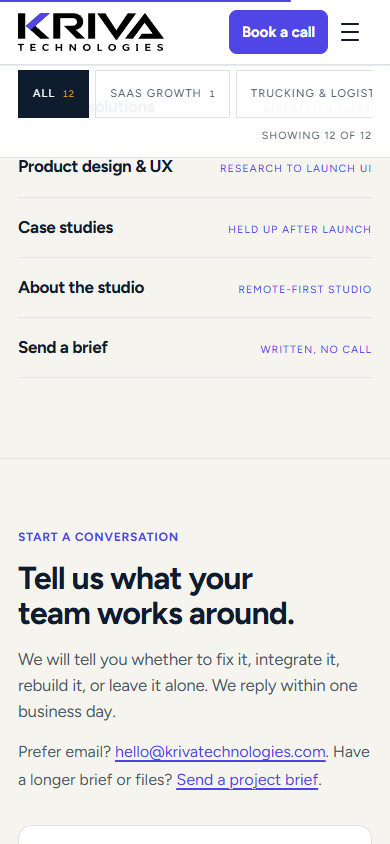 KRIVA
TECHNOLOGIES
Book a call
ALL 12
SAAS GROWTH 1
TRUCKING & LOGIST
solutions
DISPATCH & FLEET
SHOWING 12 OF 12
Product design & UX
RESEARCH TO LAUNCH UI
Case studies
HELD UP AFTER LAUNCH
About the studio
REMOTE-FIRST STUDIO
Send a brief
WRITTEN, NO CALL
START A CONVERSATION
Tell us what your
team works around.
We will tell you whether to fix it, integrate it,
rebuild it, or leave it alone. We reply within one
business day.
Prefer email? hello@krivatechnologies.com. Have
a longer brief or files? Send a project brief.